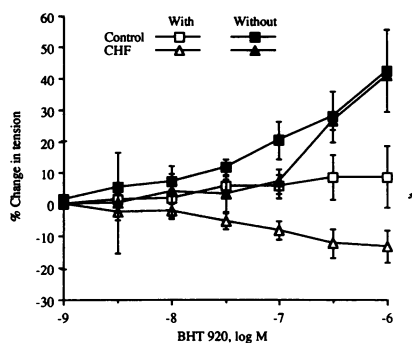 60
50
40
30
20
10
0
-10
-20
-30
% Change in tension
With Without
Control
CHF
-9 -8 -7 -6
BHT 920, log M
,